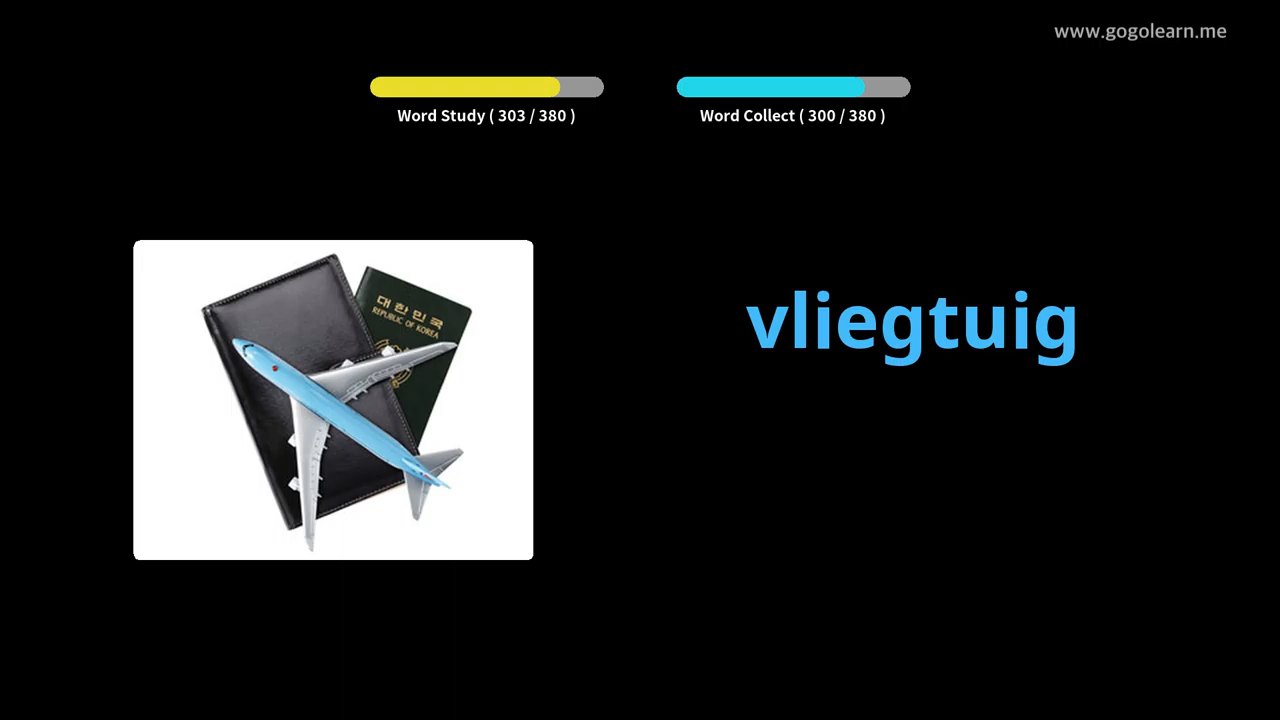 www.gogolearn.me
Word Study ( 303 / 380 )
Word Collect ( 300 / 380 )
대한민국
REPUBLIC OF KOREA
vliegtuig